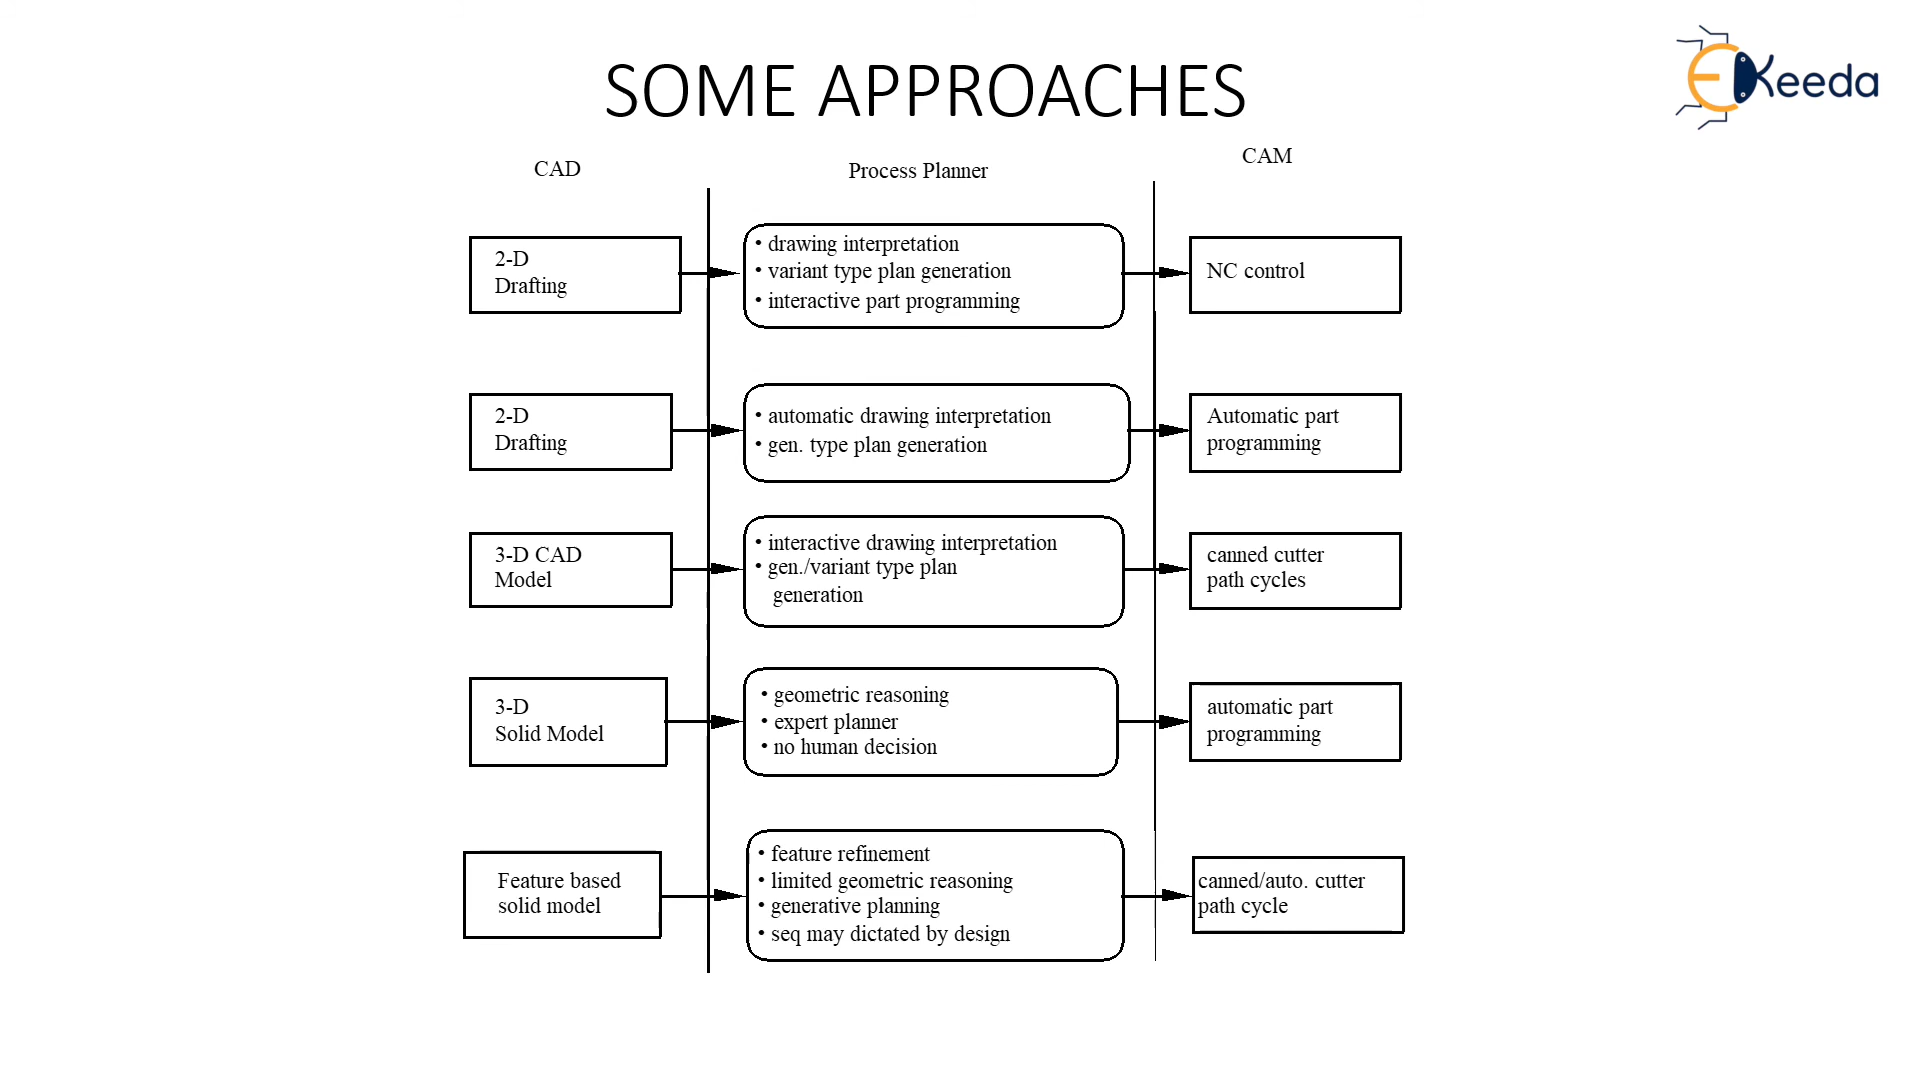 SOME APPROACHES
EKeeda
CAD
Process Planner
CAM
2-D
Drafting
• drawing interpretation
• variant type plan generation
• interactive part programming
NC control
2-D
Drafting
• automatic drawing interpretation
• gen. type plan generation
Automatic part
programming
3-D CAD
Model
• interactive drawing interpretation
• gen./variant type plan
generation
canned cutter
path cycles
3-D
Solid Model
• geometric reasoning
• expert planner
• no human decision
automatic part
programming
Feature based
solid model
• feature refinement
• limited geometric reasoning
• generative planning
• seq may dictated by design
canned/auto. cutter
path cycle